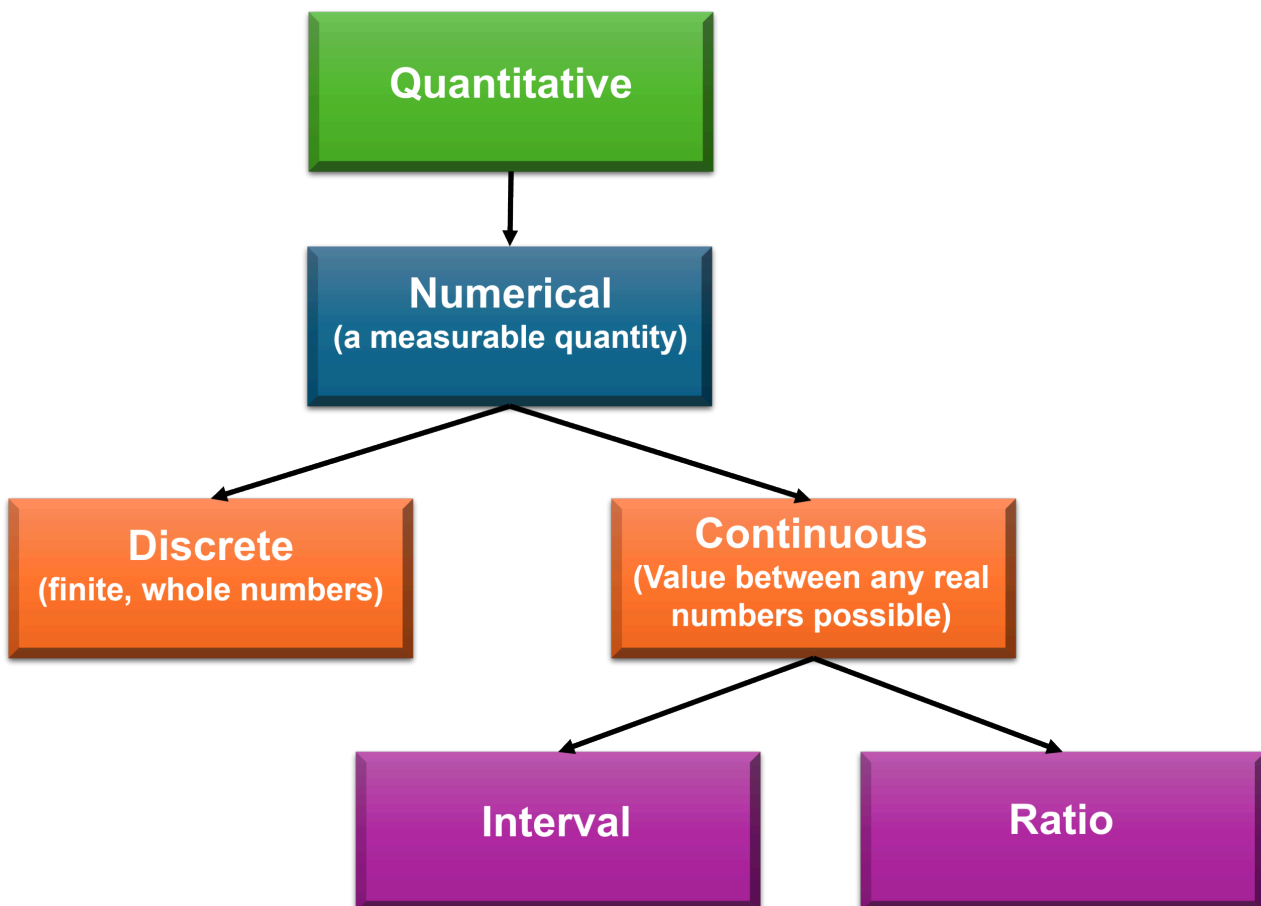 Quantitative
Numerical
(a measurable quantity)
Discrete
(finite, whole numbers)
Continuous
(Value between any real
numbers possible)
Interval
Ratio